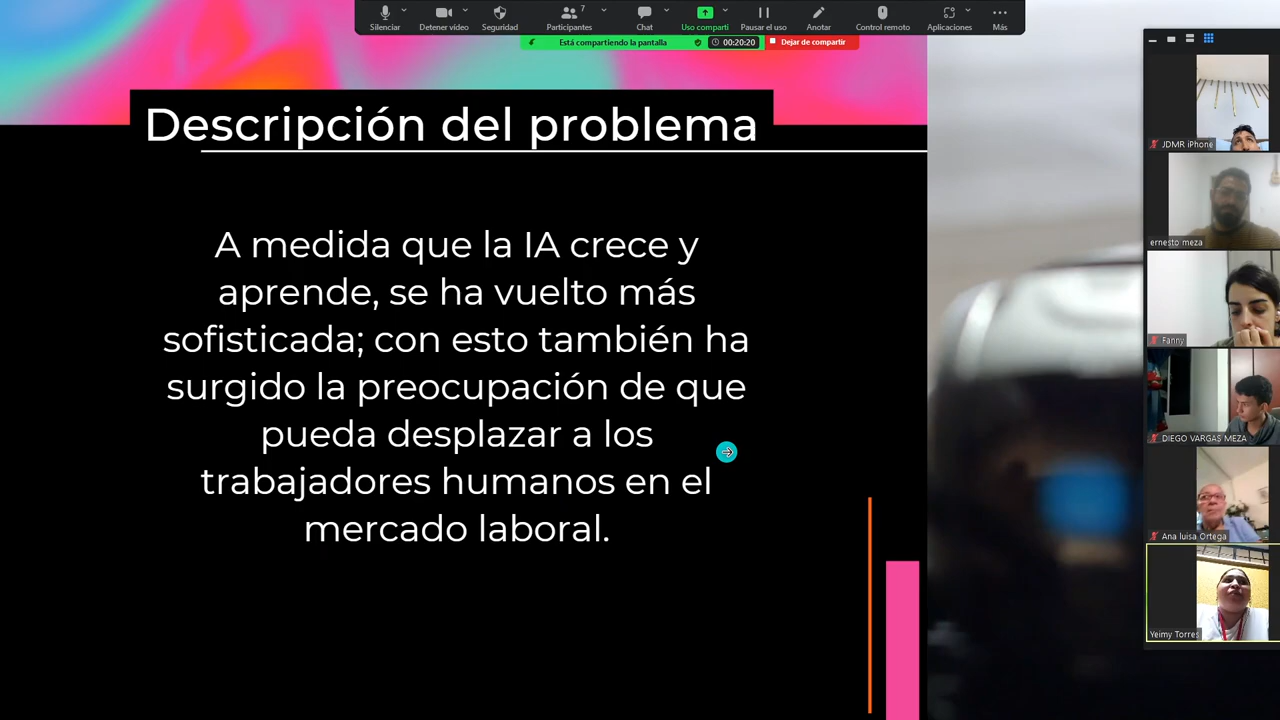 Silenciar
Detener video
Seguridad
Participantes
7
Chat
Uso comparti
Pausar el uso
Anotar
Control remoto
Aplicaciones
Más
Está compartiendo la pantalla
00:20:20
Dejar de compartir
Descripción del problema
A medida que la IA crece y
aprende, se ha vuelto más
sofisticada; con esto también ha
surgido la preocupación de que
pueda desplazar a los
trabajadores humanos en el
mercado laboral.
JDMR iPhone
ernesto meza
Fanny
DIEGO VARGAS MEZA
Ana luisa Ortega
Yeimy Torres